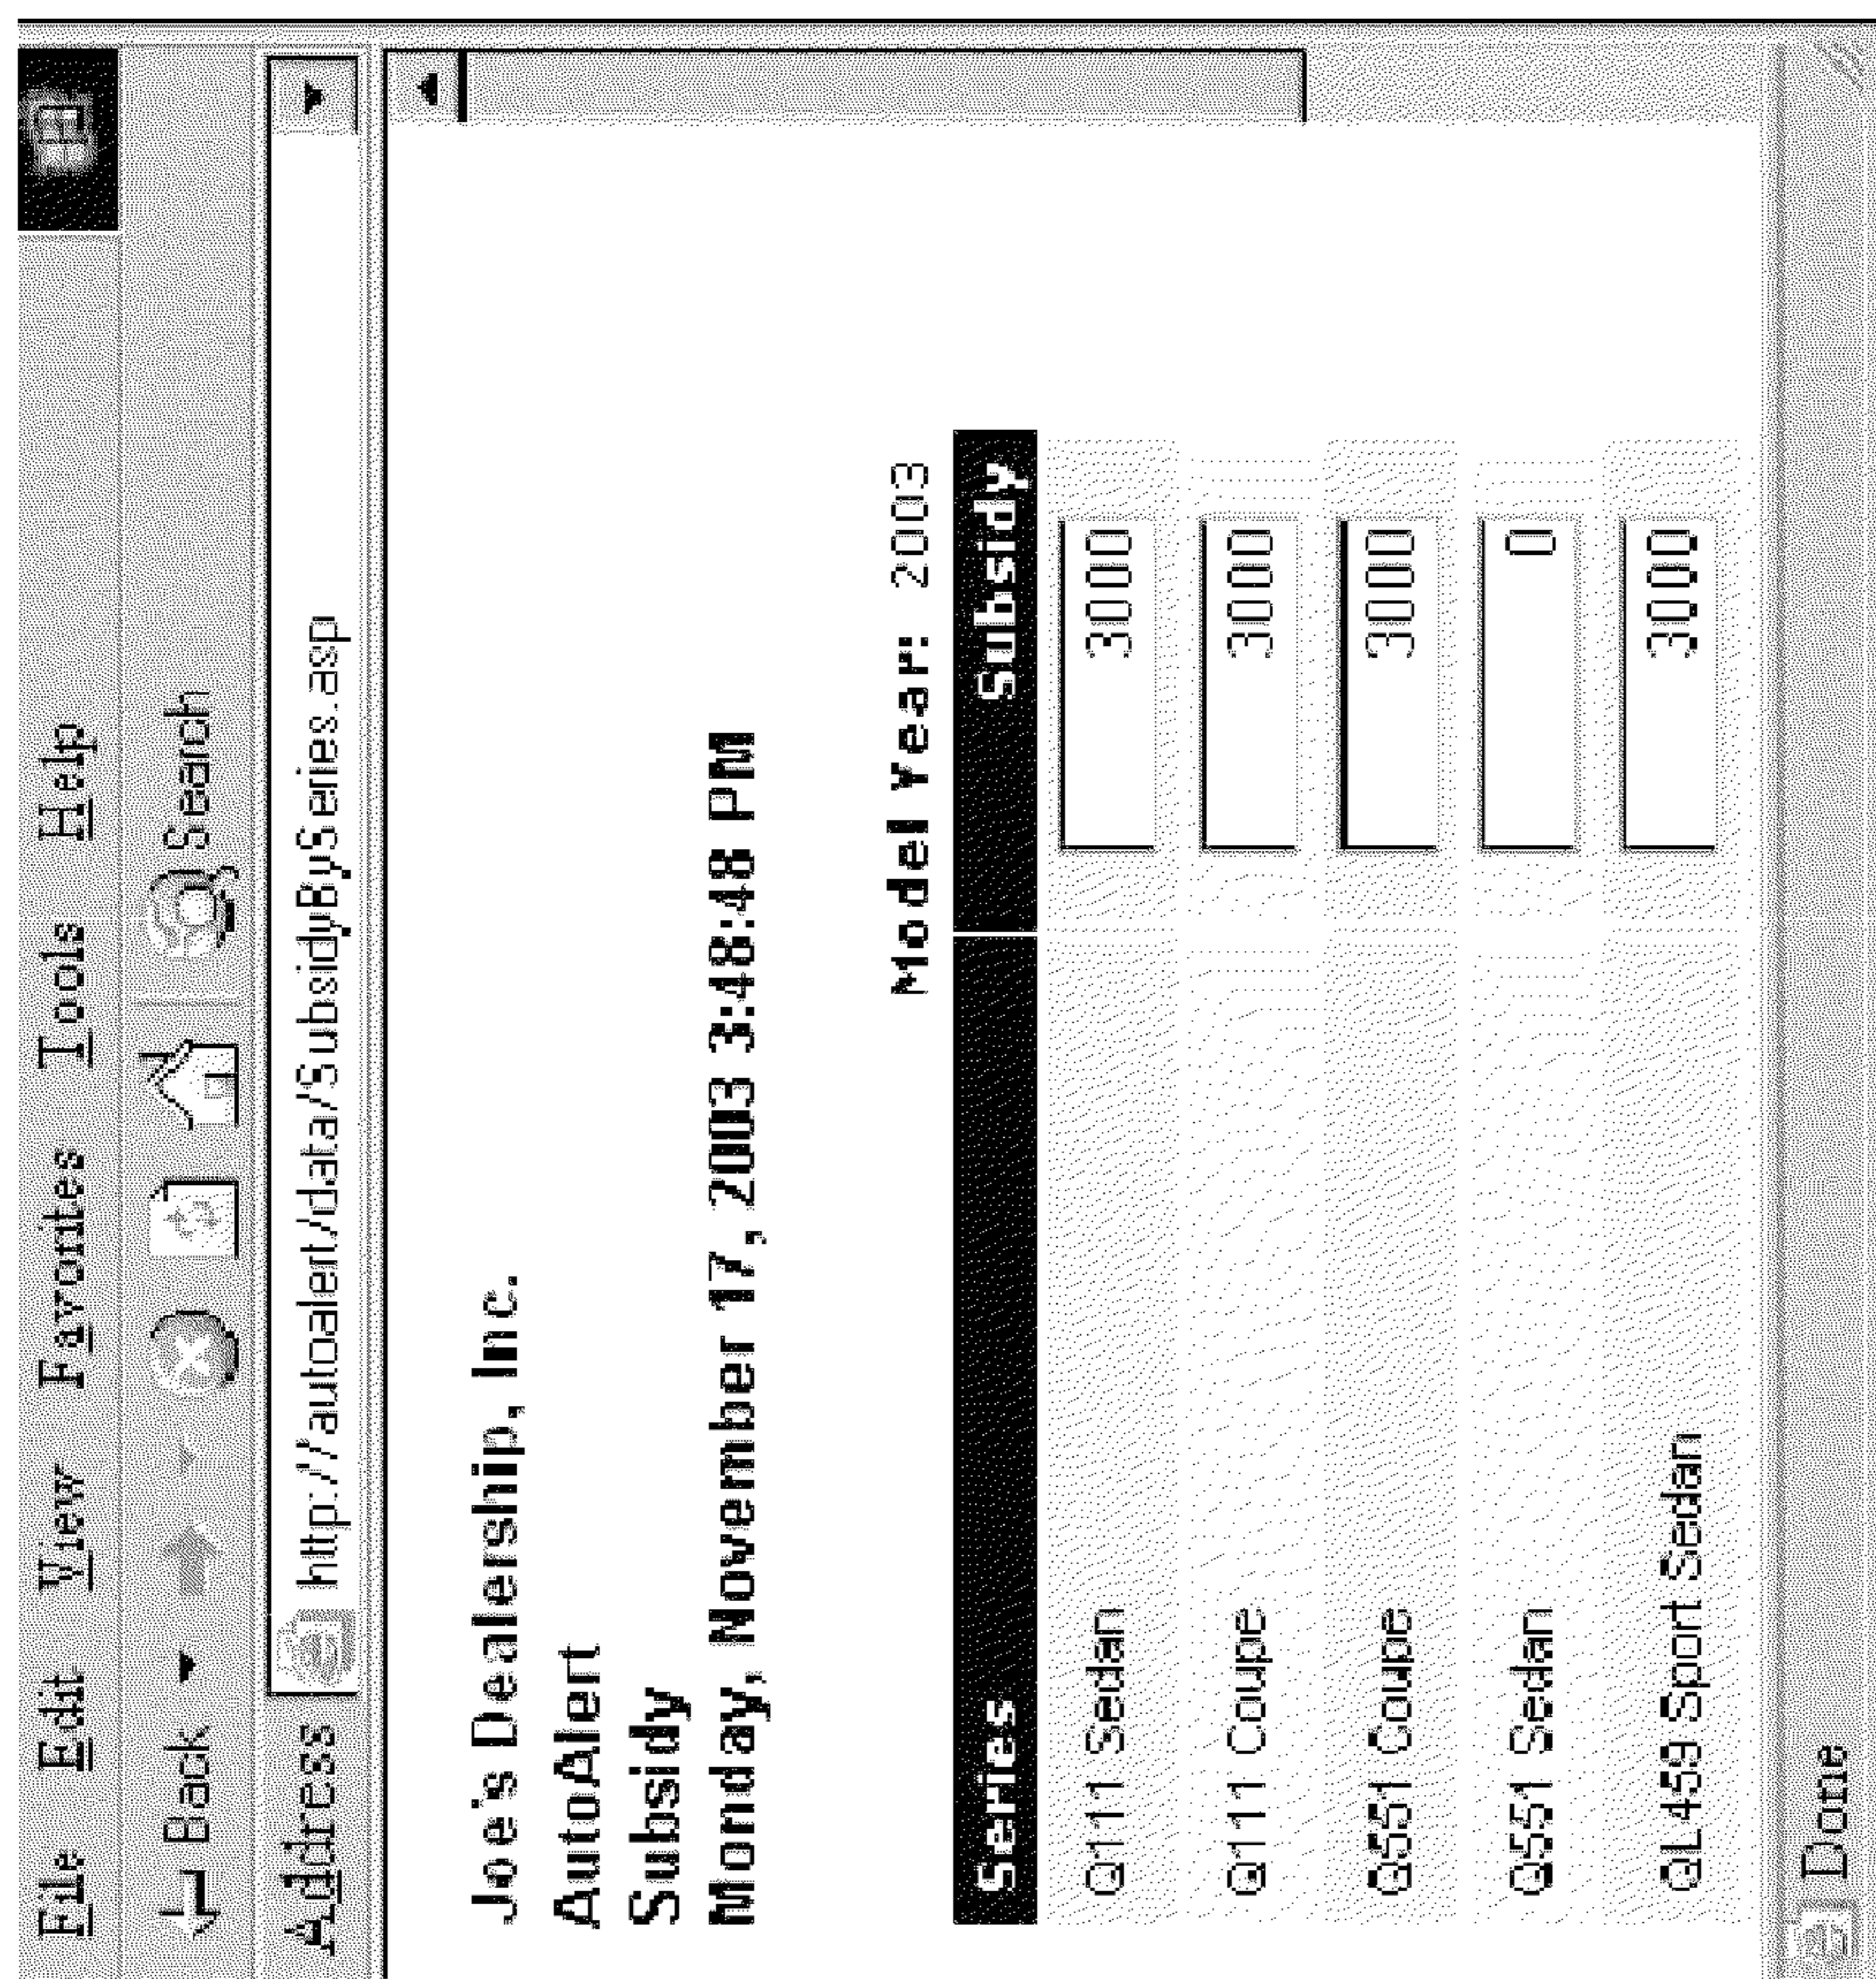 File Edit View Favorites Tools Help
Back Search
Address http://autoalert/data/SubsidyBySeries.asp
Joe's Dealership, Inc.
AutoAlert
Subsidy
Monday, November 17, 2003 3:48:48 PM
Model Year: 2003
Series Subsidy
Q111 Sedan 3000
Q111 Coupe 3000
Q551 Coupe 3000
Q551 Sedan 0
QL459 Sport Sedan 3000
Done